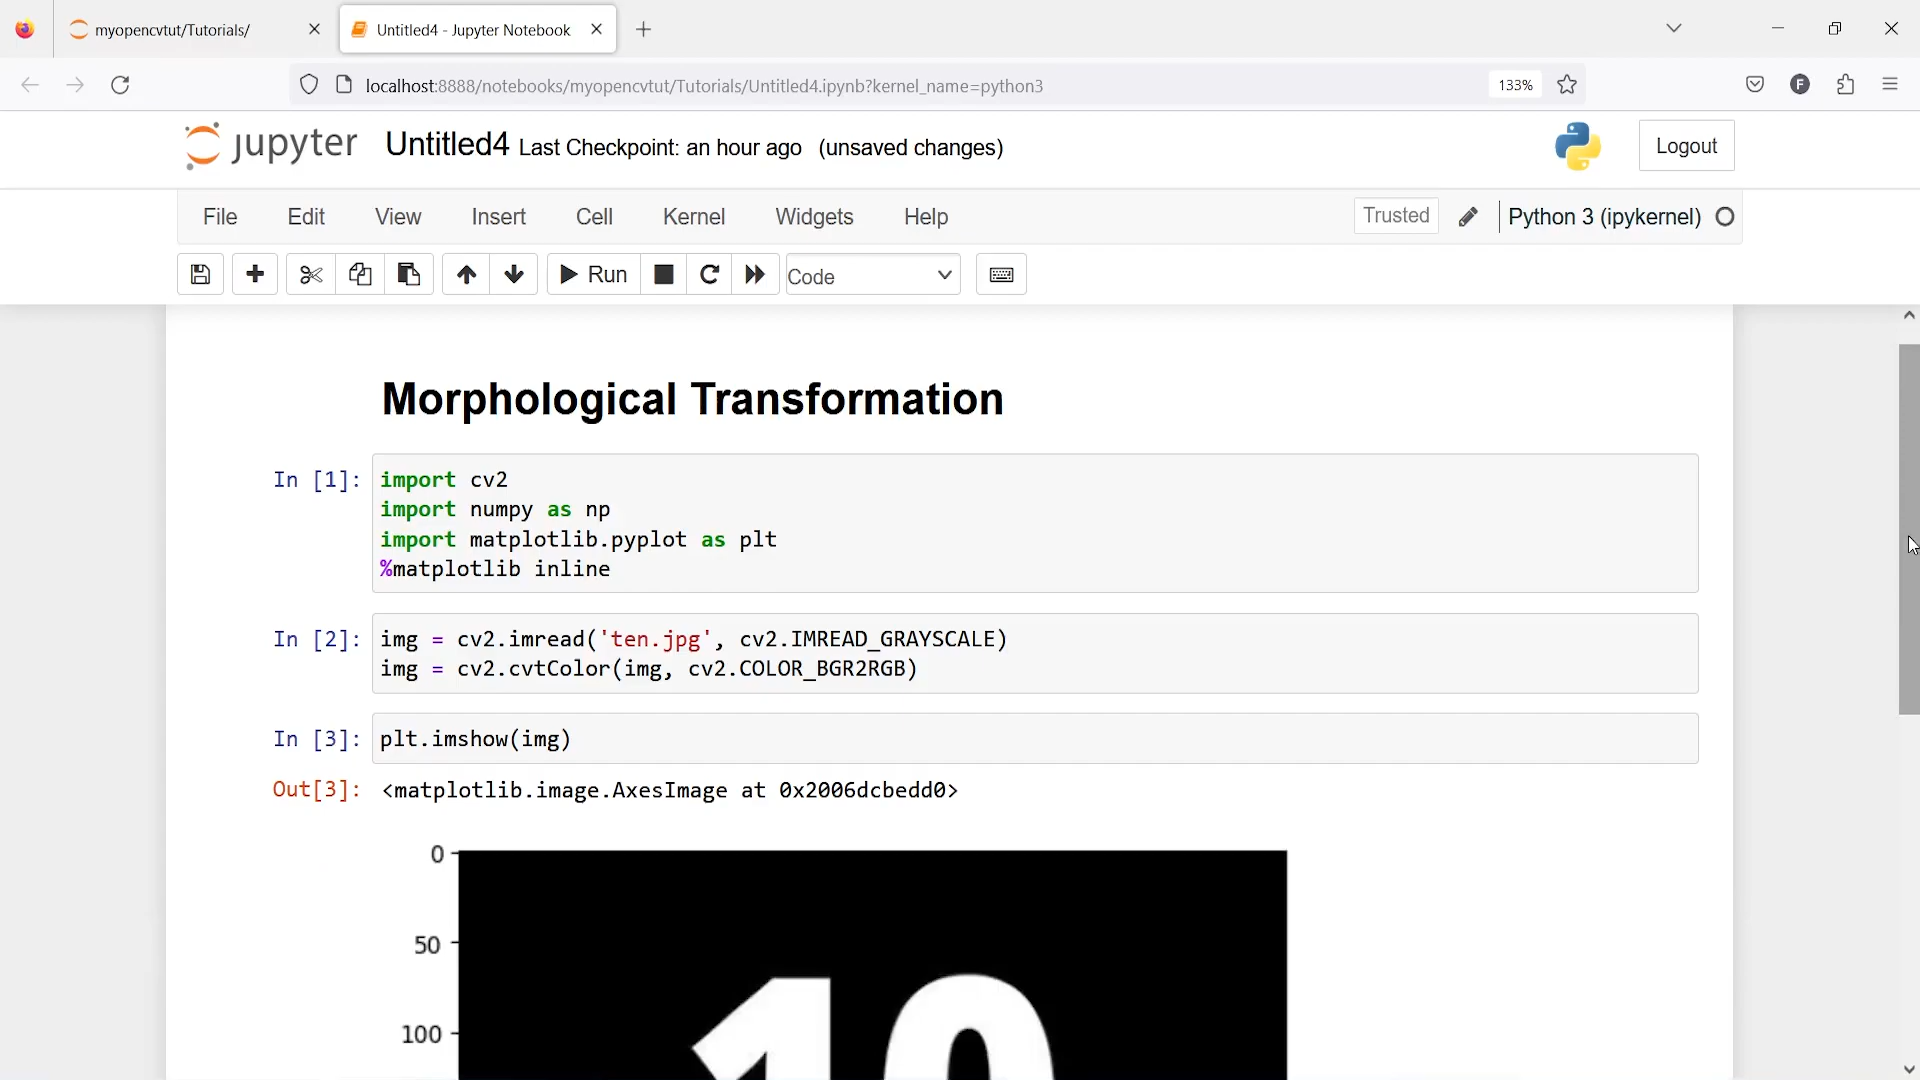 myopencvtut/Tutorials/
Untitled4 - Jupyter Notebook
localhost:8888/notebooks/myopencvtut/Tutorials/Untitled4.ipynb?kernel_name=python3
133%
F
jupyter Untitled4 Last Checkpoint: an hour ago (unsaved changes)
Logout
File Edit View Insert Cell Kernel Widgets Help
Trusted
Python 3 (ipykernel)
Run
Code
Morphological Transformation
In [1]: import cv2
import numpy as np
import matplotlib.pyplot as plt
%matplotlib inline
In [2]: img = cv2.imread('ten.jpg', cv2.IMREAD_GRAYSCALE)
img = cv2.cvtColor(img, cv2.COLOR_BGR2RGB)
In [3]: plt.imshow(img)
Out[3]: <matplotlib.image.AxesImage at 0x2006dcbedd0>
0
50
100
10